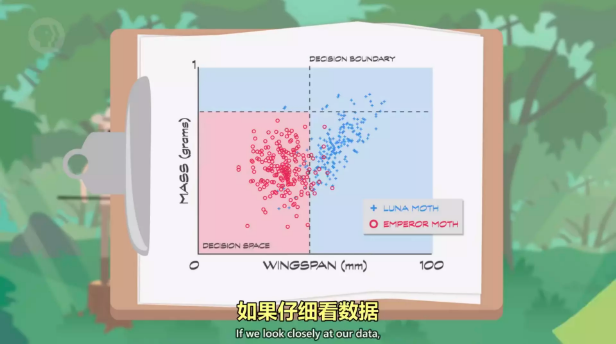 PBS
DECISION BOUNDARY
1
MASS (grams)
LUNA MOTH
EMPEROR MOTH
DECISION SPACE
0
WINGSPAN (mm)
100
如果仔细看数据
If we look closely at our data,